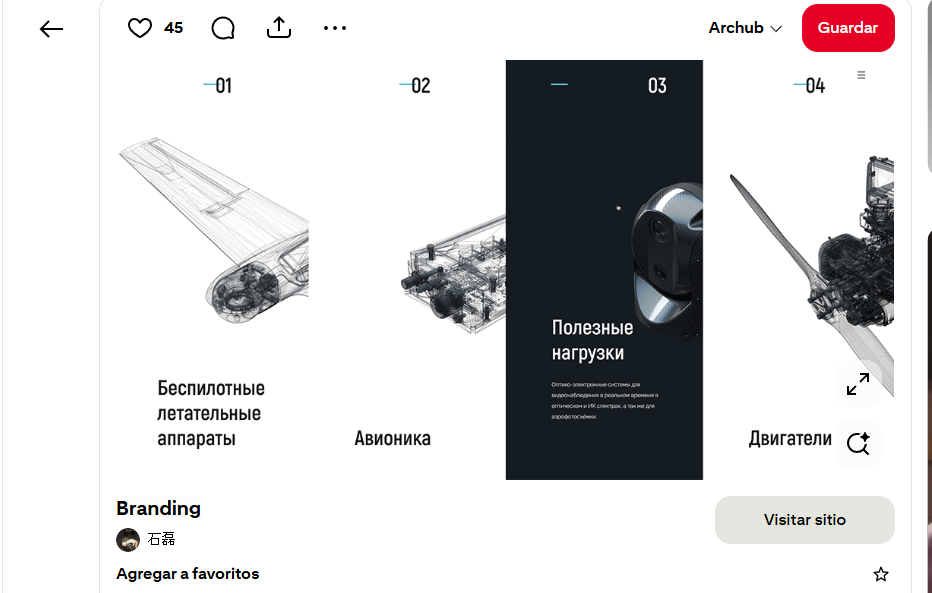 45
Archub
Guardar
01
02
03
04
Беспилотные
летательные
аппараты
Авионика
Полезные
нагрузки
Оптико-электронные системы для
видеонаблюдения в реальном времени в
оптическом и ИК спектрах, а так же для
аэрофотосъёмки.
Двигатели
Branding
Visitar sitio
石磊
Agregar a favoritos